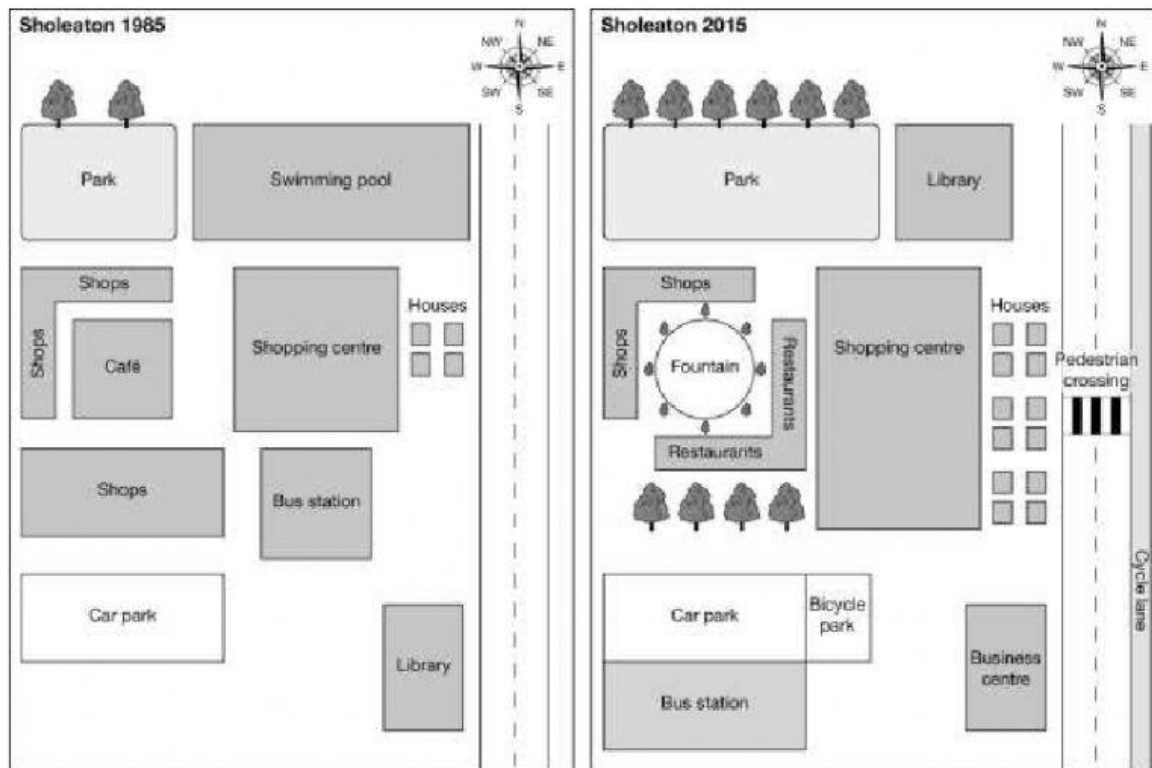 Sholeaton 1985
N
NW NE
W E
SW SE
S
Park
Swimming pool
Shops
Shops
Café
Shopping centre
Houses
Shops
Bus station
Car park
Library
Sholeaton 2015
N
NW NE
W E
SW SE
S
Park
Library
Shops
Shops
Fountain
Restaurants
Restaurants
Shopping centre
Houses
Pedestrian
crossing
Car park
Bicycle
park
Bus station
Business
centre
Cycle lane